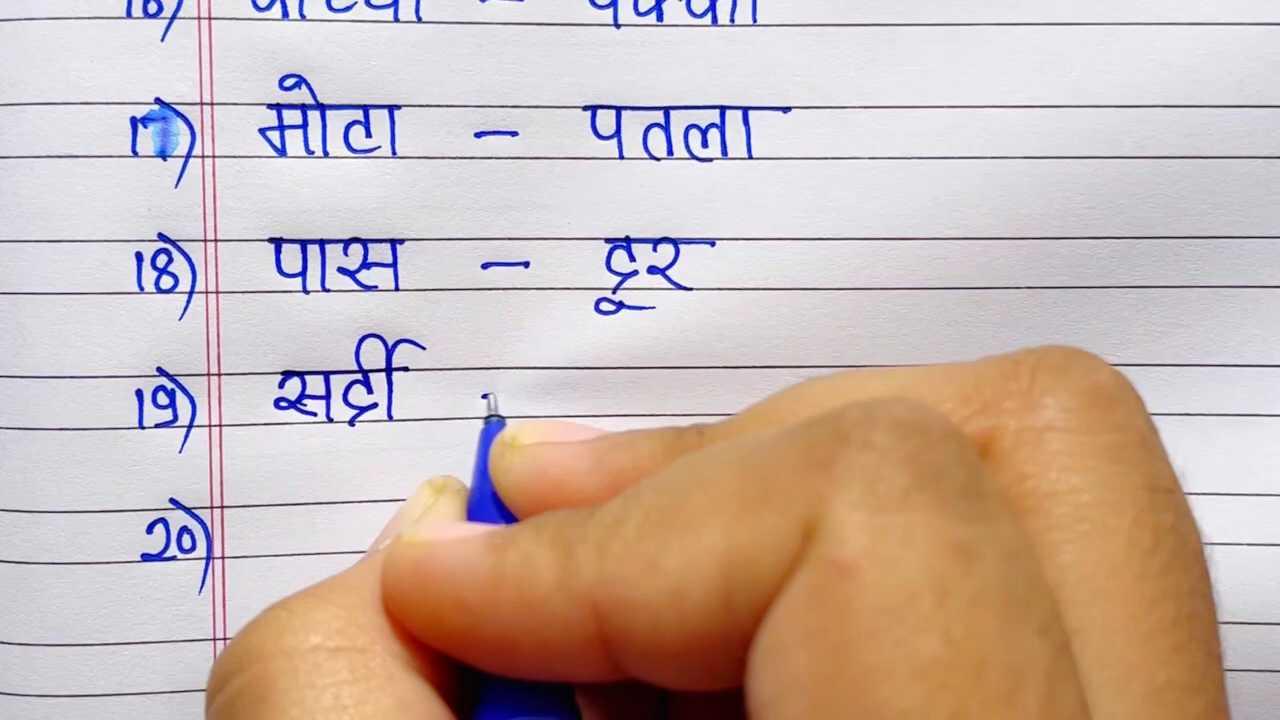 17) मोटा - पतला
18) पास - दूर
19) सर्दी
20)